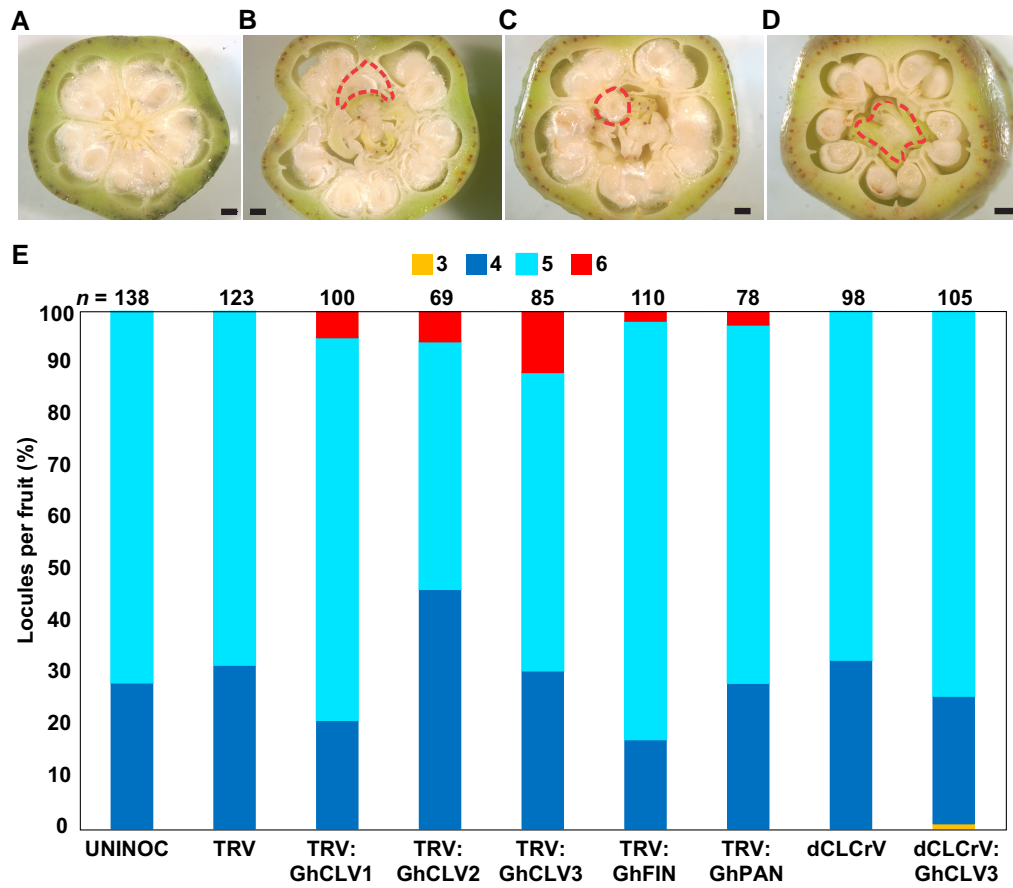 A
B
C
D
E
3 4 5 6
n = 138 123 100 69 85 110 78 98 105
Locules per fruit (%)
100
90
80
70
60
50
40
30
20
10
0
UNINOC TRV TRV: TRV: TRV: TRV: TRV: dCLCrV dCLCrV:
GhCLV1 GhCLV2 GhCLV3 GhFIN GhPAN GhCLV3